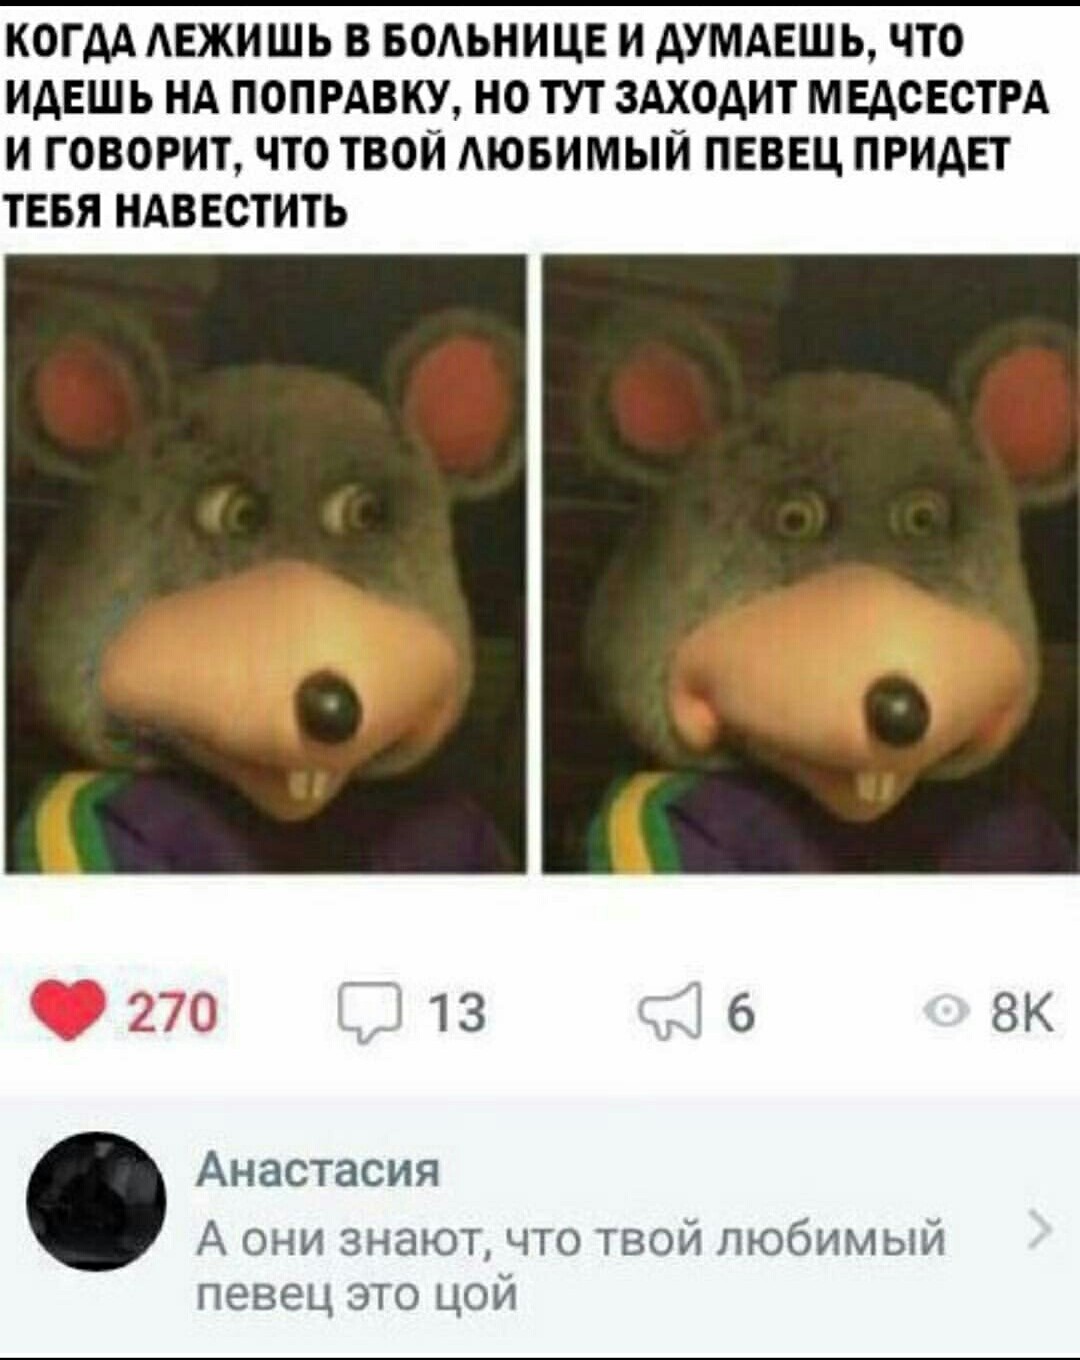 КОГДА ЛЕЖИШЬ В БОЛЬНИЦЕ И ДУМАЕШЬ, ЧТО
ИДЕШЬ НА ПОПРАВКУ, НО ТУТ ЗАХОДИТ МЕДСЕСТРА
И ГОВОРИТ, ЧТО ТВОЙ ЛЮБИМЫЙ ПЕВЕЦ ПРИДЕТ
ТЕБЯ НАВЕСТИТЬ
270 13 6 8K
Анастасия
А они знают, что твой любимый
певец это цой